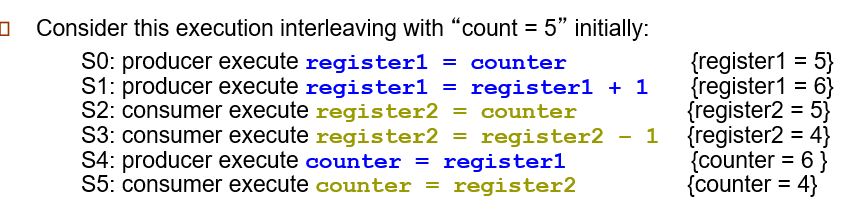 Consider this execution interleaving with “count = 5” initially:
S0: producer execute register1 = counter {register1 = 5}
S1: producer execute register1 = register1 + 1 {register1 = 6}
S2: consumer execute register2 = counter {register2 = 5}
S3: consumer execute register2 = register2 – 1 {register2 = 4}
S4: producer execute counter = register1 {counter = 6 }
S5: consumer execute counter = register2 {counter = 4}